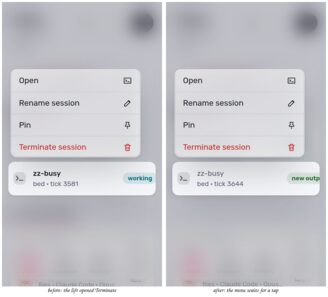 Open
Rename session
Pin
Terminate session
zz-busy
bed • tick 3581
working
before: the lift opened Terminate
Open
Rename session
Pin
Terminate session
zz-busy
bed • tick 3644
new outp
after: the menu waits for a tap